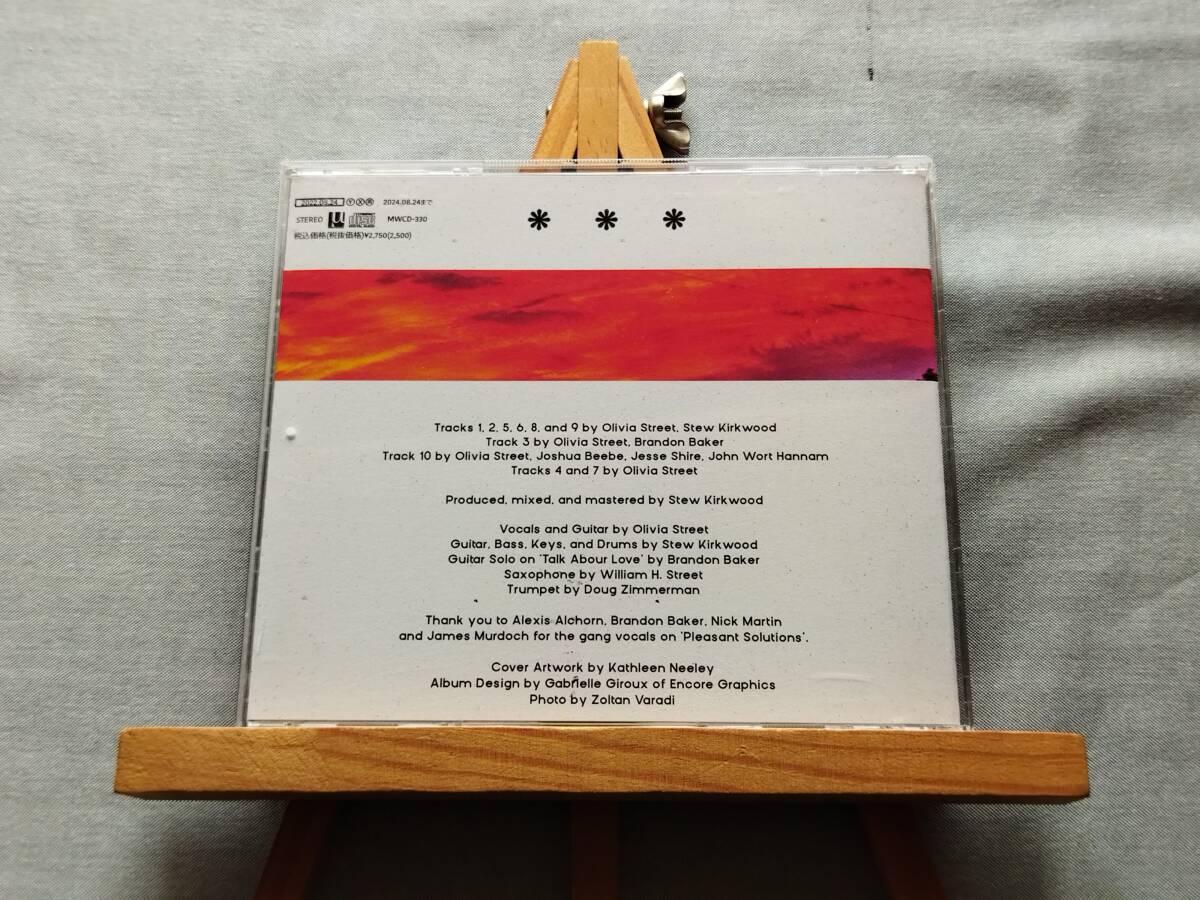 2022.08.24 Ⓨ Ⓧ Ⓡ 2024.08.24まで
STEREO MWCD-330
税込価格(税抜価格)¥2,750(2,500)
Tracks 1, 2, 5, 6, 8, and 9 by Olivia Street, Stew Kirkwood
Track 3 by Olivia Street, Brandon Baker
Track 10 by Olivia Street, Joshua Beebe, Jesse Shire, John Wort Hannam
Tracks 4 and 7 by Olivia Street
Produced, mixed, and mastered by Stew Kirkwood
Vocals and Guitar by Olivia Street
Guitar, Bass, Keys, and Drums by Stew Kirkwood
Guitar Solo on 'Talk Abour Love' by Brandon Baker
Saxophone by William H. Street
Trumpet by Doug Zimmerman
Thank you to Alexis Alchorn, Brandon Baker, Nick Martin
and James Murdoch for the gang vocals on 'Pleasant Solutions'.
Cover Artwork by Kathleen Neeley
Album Design by Gabrielle Giroux of Encore Graphics
Photo by Zoltan Varadi